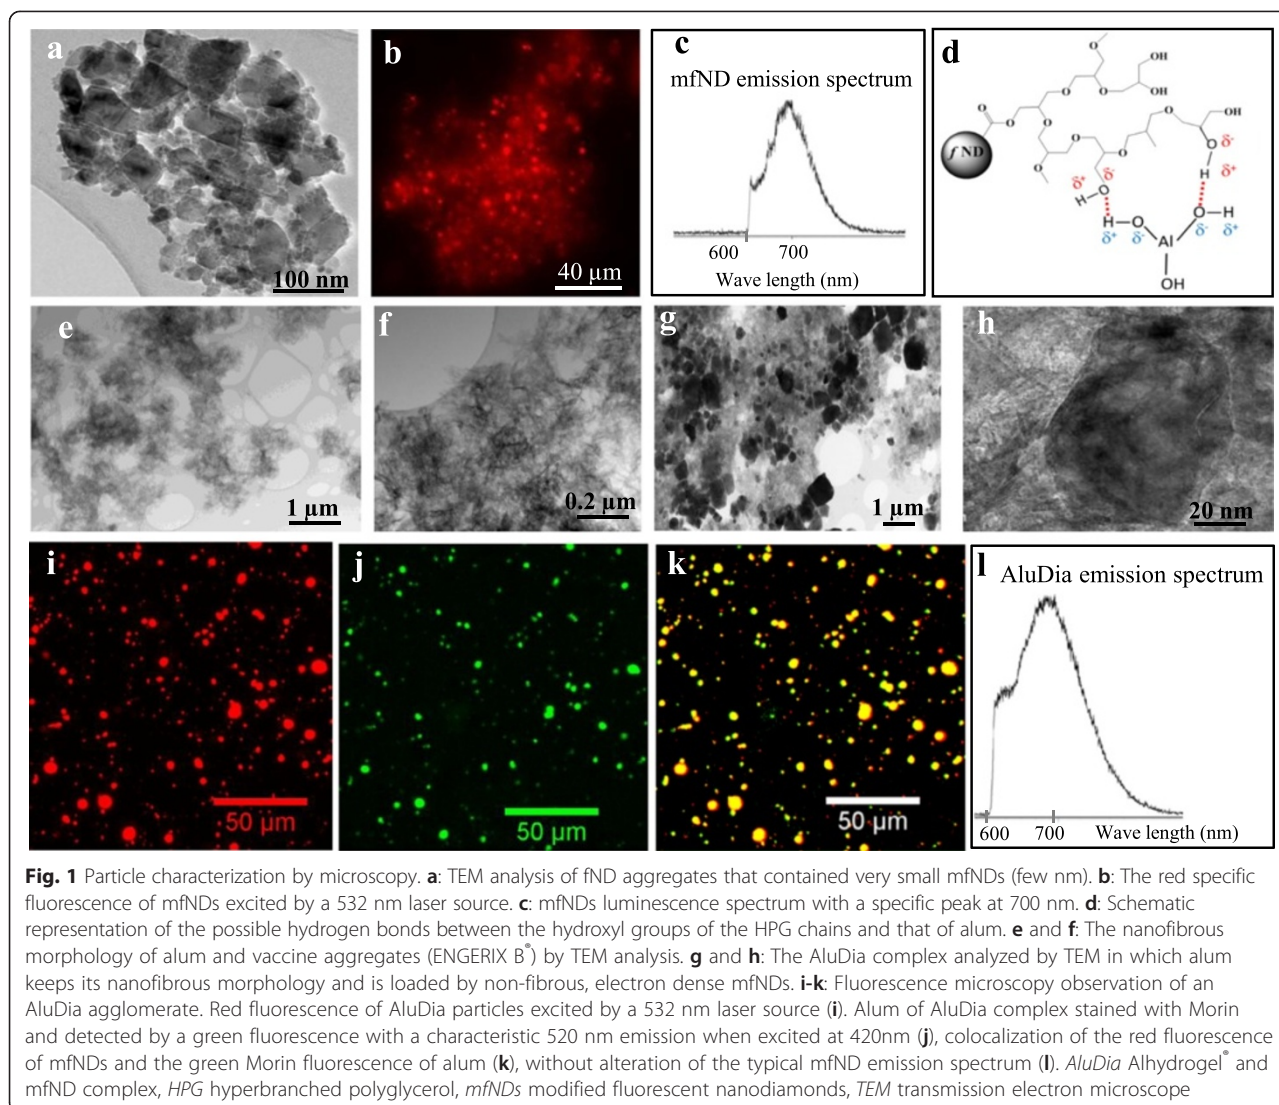 a
100 nm
b
40 µm
c
mfND emission spectrum
600
700
Wave length (nm)
d
f ND
O
O
O
O
O
O
O
O
O
O
O
O
OH
OH
OH
O
δ-
H
δ+
δ+
δ-
H
O
H
O
O
H
δ+
δ-
δ-
δ+
Al
OH
e
1 µm
f
0.2 µm
g
1 µm
h
20 nm
i
50 µm
j
50 µm
k
50 µm
l
AluDia emission spectrum
600
700
Wave length (nm)
Fig. 1 Particle characterization by microscopy. a: TEM analysis of fND aggregates that contained very small mfNDs (few nm). b: The red specific
fluorescence of mfNDs excited by a 532 nm laser source. c: mfNDs luminescence spectrum with a specific peak at 700 nm. d: Schematic
representation of the possible hydrogen bonds between the hydroxyl groups of the HPG chains and that of alum. e and f: The nanofibrous
morphology of alum and vaccine aggregates (ENGERIX B®) by TEM analysis. g and h: The AluDia complex analyzed by TEM in which alum
keeps its nanofibrous morphology and is loaded by non-fibrous, electron dense mfNDs. i-k: Fluorescence microscopy observation of an
AluDia agglomerate. Red fluorescence of AluDia particles excited by a 532 nm laser source (i). Alum of AluDia complex stained with Morin
and detected by a green fluorescence with a characteristic 520 nm emission when excited at 420nm (j), colocalization of the red fluorescence
of mfNDs and the green Morin fluorescence of alum (k), without alteration of the typical mfND emission spectrum (l). AluDia Alhydrogel® and
mfND complex, HPG hyperbranched polyglycerol, mfNDs modified fluorescent nanodiamonds, TEM transmission electron microscope